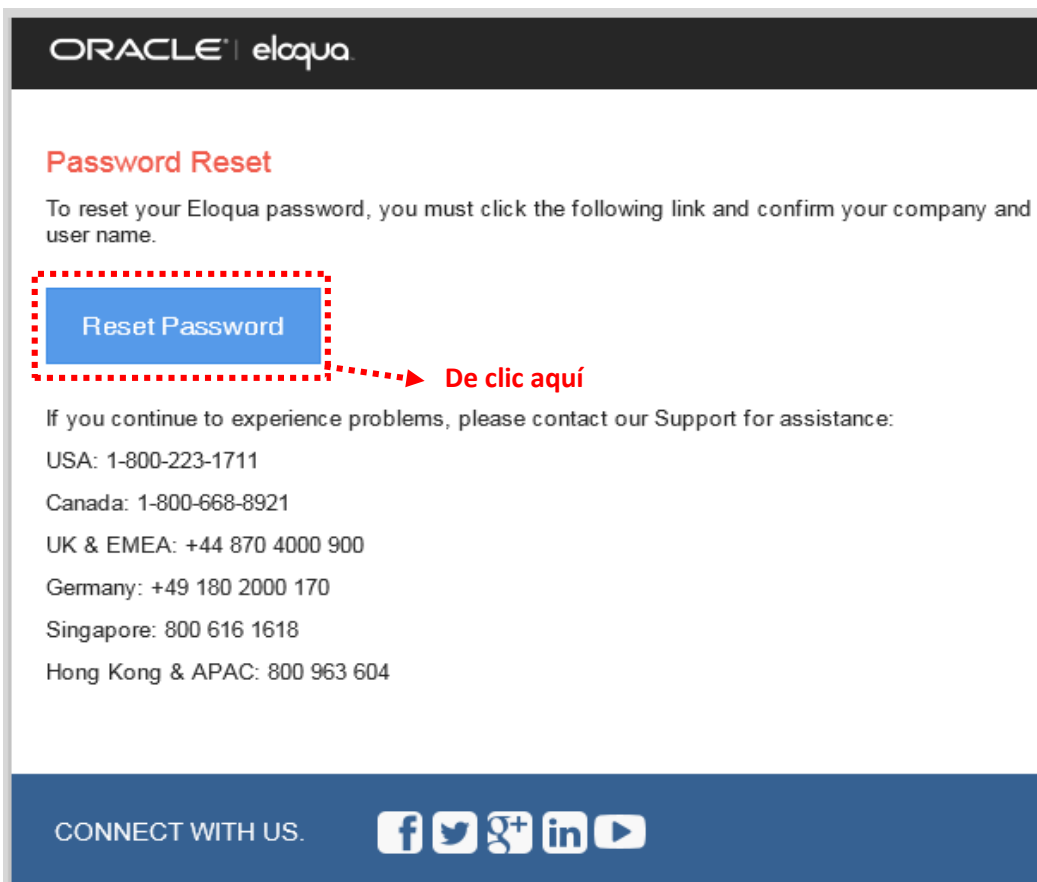 ORACLE | eloqua
Password Reset
To reset your Eloqua password, you must click the following link and confirm your company and
user name.
Reset Password
De clic aquí
If you continue to experience problems, please contact our Support for assistance:
USA: 1-800-223-1711
Canada: 1-800-668-8921
UK & EMEA: +44 870 4000 900
Germany: +49 180 2000 170
Singapore: 800 616 1618
Hong Kong & APAC: 800 963 604
CONNECT WITH US.